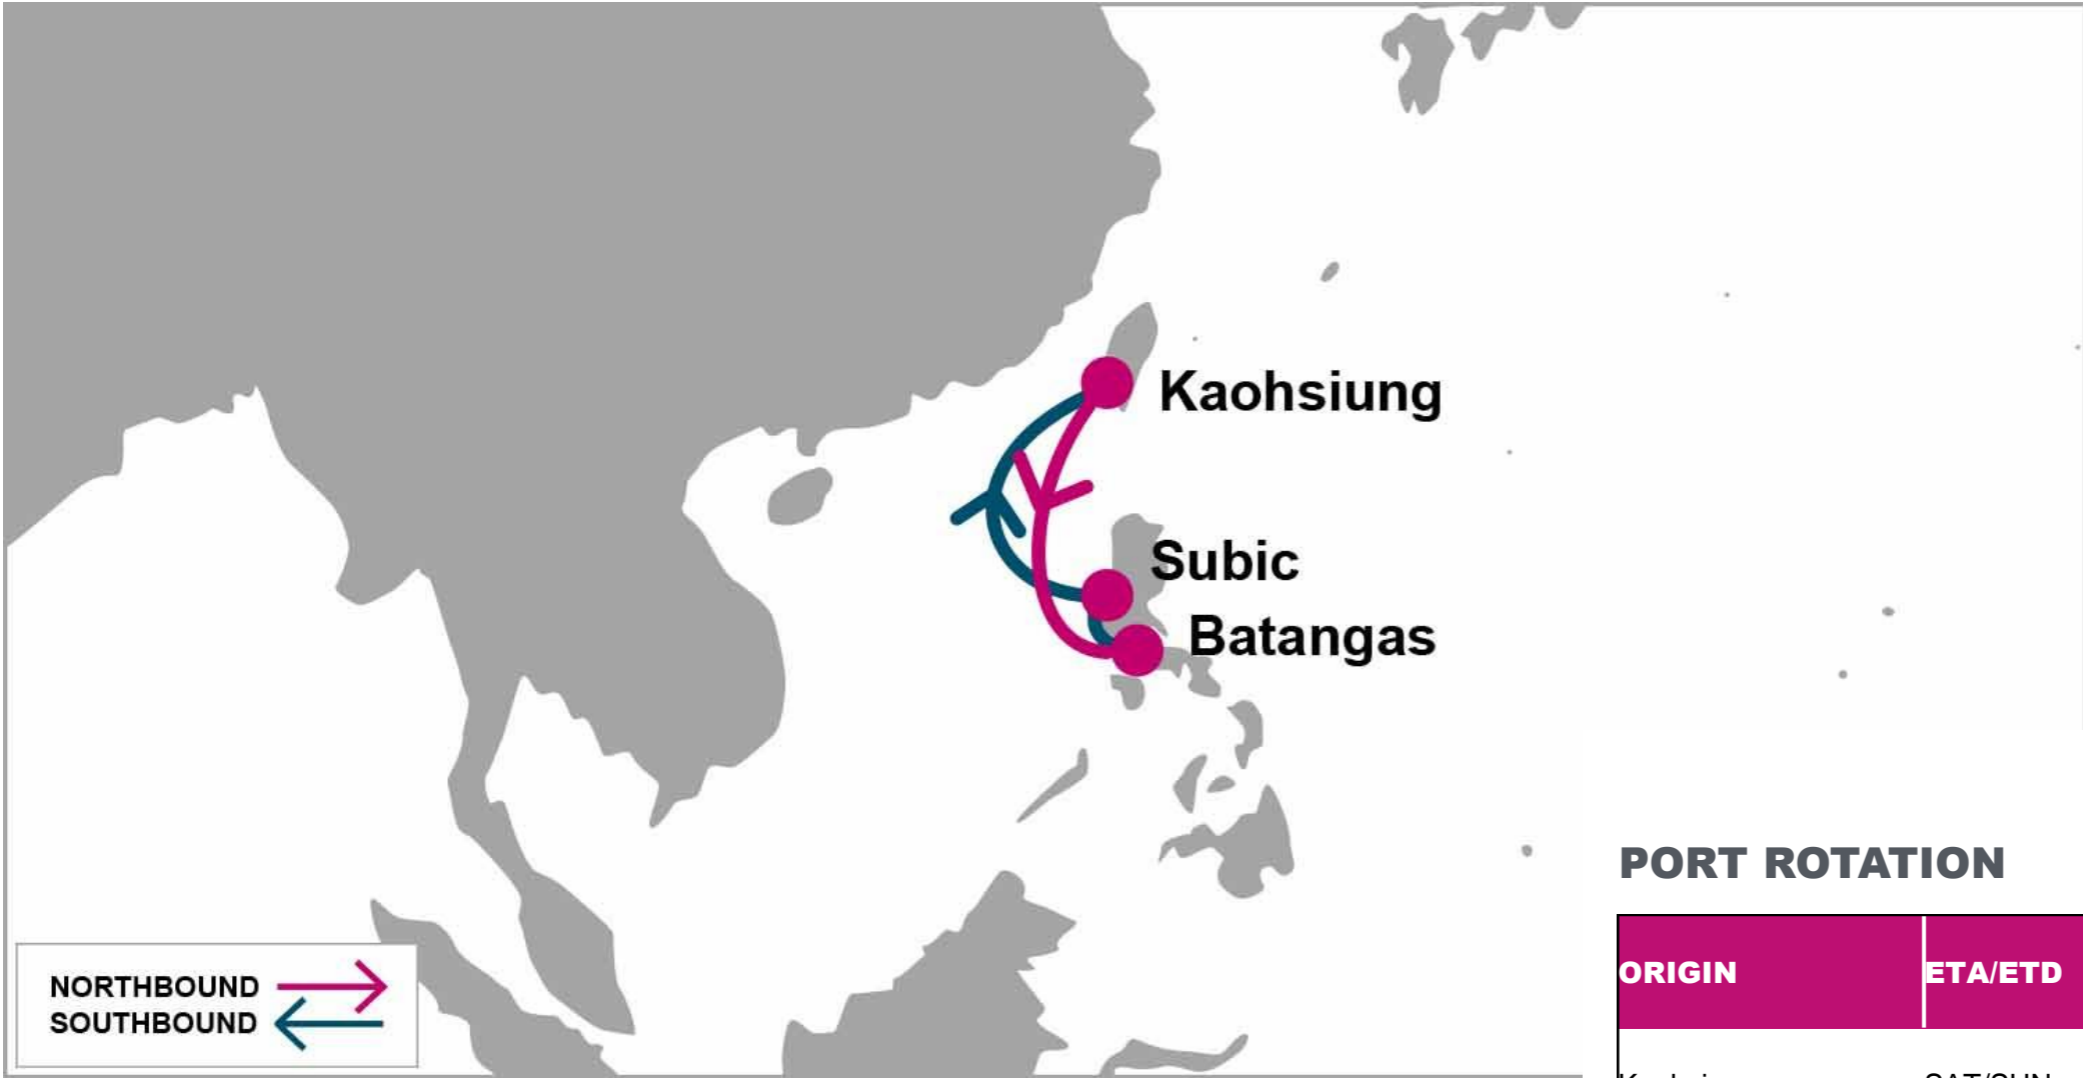 Kaohsiung
Subic
Batangas
NORTHBOUND
SOUTHBOUND
PORT ROTATION
ORIGIN ETA/ETD